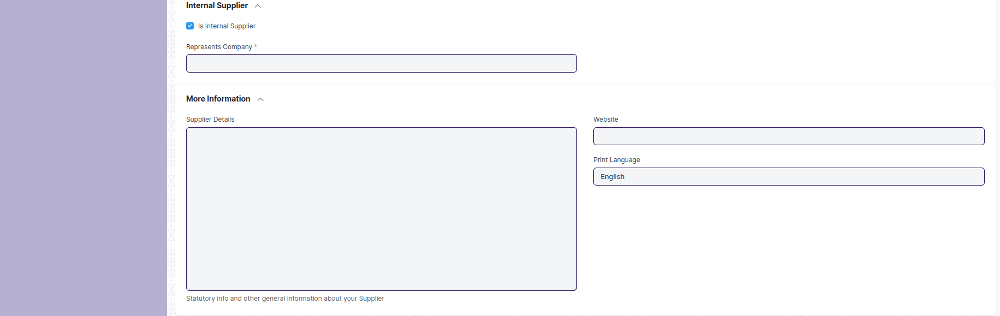 Internal Supplier
Is Internal Supplier
Represents Company *
More Information
Supplier Details
Website
Print Language
English
Statutory info and other general information about your Supplier